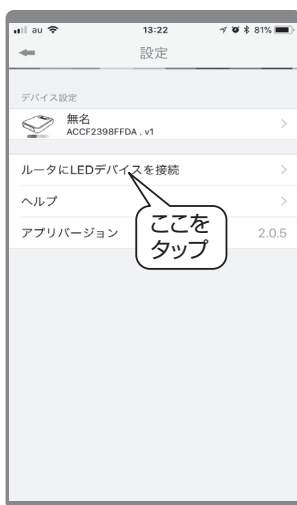 au 13:22 81%
設定
デバイス設定
無名
ACCF2398FFDA , v1
ルータにLEDデバイスを接続
ヘルプ
アプリバージョン 2.0.5
ここを
タップ